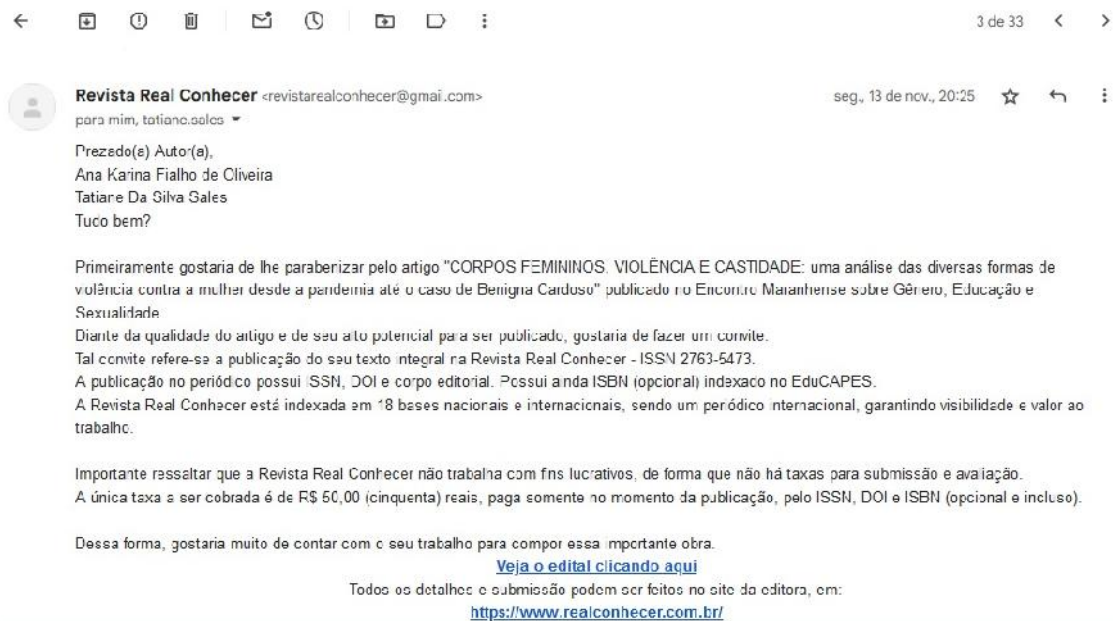 3 de 33
Revista Real Conhecer <revistarealconhecer@gmail.com>
seg., 13 de nov., 20:25
para mim, tatiane.sales
Prezado(a) Autor(a),
Ana Karina Fialho de Oliveira
Tatiane Da Silva Sales
Tudo bem?
Primeiramente gostaria de lhe parabenizar pelo artigo "CORPOS FEMININOS, VIOLÊNCIA E CASTIDADE: uma análise das diversas formas de
violência contra a mulher desde a pandemia até o caso de Benigna Cardoso" publicado no Encontro Maranhense sobre Gênero, Educação e
Sexualidade
Diante da qualidade do artigo e de seu alto potencial para ser publicado, gostaria de fazer um convite.
Tal convite refere-se a publicação do seu texto integral na Revista Real Conhecer - ISSN 2763-5473.
A publicação no periódico possui ISSN, DOI e corpo editorial. Possui ainda ISBN (opcional) indexado no EduCAPES.
A Revista Real Conhecer está indexada em 18 bases nacionais e internacionais, sendo um periódico internacional, garantindo visibilidade e valor ao
trabalho.
Importante ressaltar que a Revista Real Conhecer não trabalha com fins lucrativos, de forma que não há taxas para submissão e avaliação.
A única taxa a ser cobrada é de R$ 50,00 (cinquenta) reais, paga somente no momento da publicação, pelo ISSN, DOI e ISBN (opcional e incluso).
Dessa forma, gostaria muito de contar com o seu trabalho para compor essa importante obra.
Veja o edital clicando aqui
Todos os detalhes e submissão podem ser feitos no site da editora, em:
https://www.realconhecer.com.br/